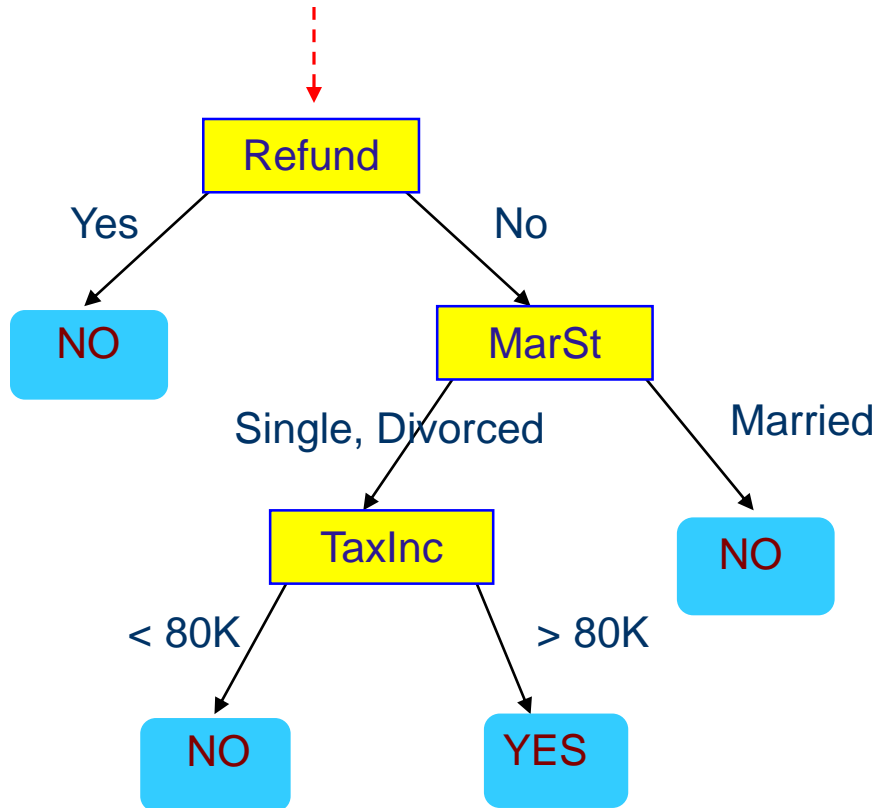 Refund
Yes
No
NO
MarSt
Single, Divorced
Married
TaxInc
NO
< 80K
> 80K
NO
YES